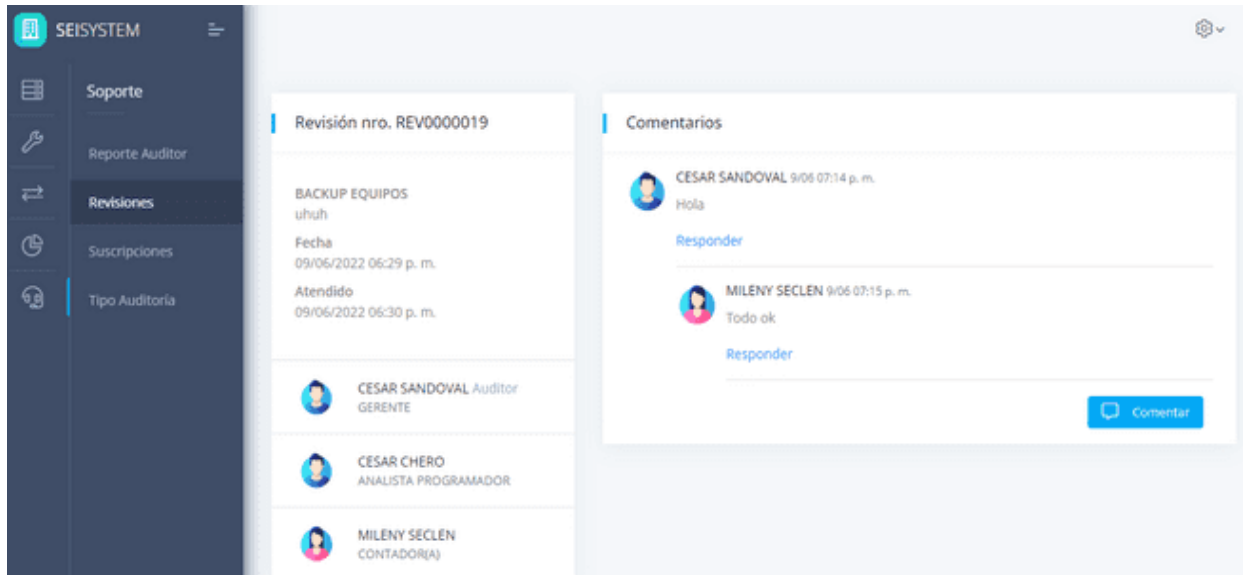 SEISYSTEM
Soporte
Reporte Auditor
Revisiones
Suscripciones
Tipo Auditoría
Revisión nro. REV0000019
BACKUP EQUIPOS
uhuh
Fecha
09/06/2022 06:29 p. m.
Atendido
09/06/2022 06:30 p. m.
CESAR SANDOVAL Auditor
GERENTE
CESAR CHERO
ANALISTA PROGRAMADOR
MILENY SECLEN
CONTADOR(A)
Comentarios
CESAR SANDOVAL 9/06 07:14 p. m.
Hola
Responder
MILENY SECLEN 9/06 07:15 p. m.
Todo ok
Responder
Comentar